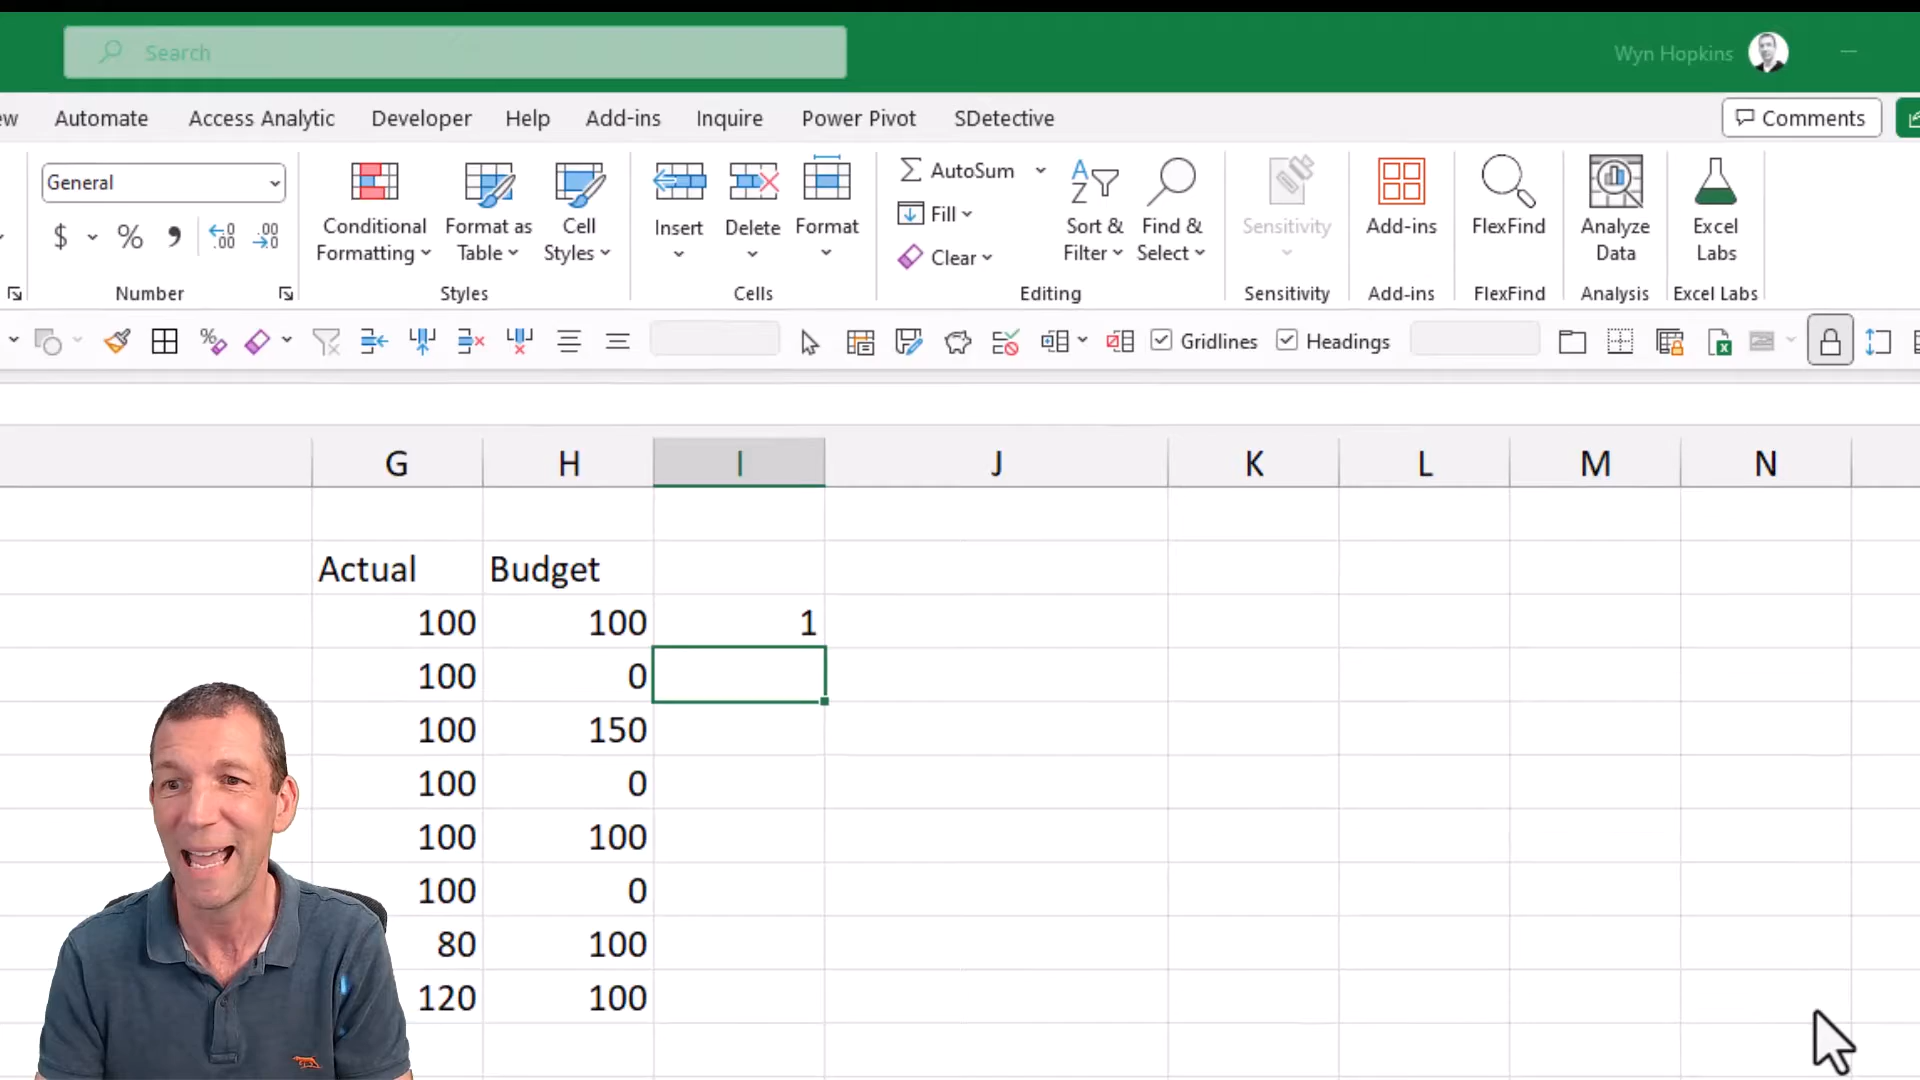 Search
Wyn Hopkins
Automate Access Analytic Developer Help Add-ins Inquire Power Pivot SDetective Comments
General
$ % , .00 .00
Conditional Formatting
Format as Table
Cell Styles
Insert
Delete
Format
AutoSum
Fill
Clear
Sort & Filter
Find & Select
Sensitivity
Add-ins
FlexFind
Analyze Data
Excel Labs
Number Styles Cells Editing Sensitivity Add-ins FlexFind Analysis Excel Labs
Gridlines Headings
G H I J K L M N
Actual Budget
100 100 1
100 0
100 150
100 0
100 100
100 0
80 100
120 100